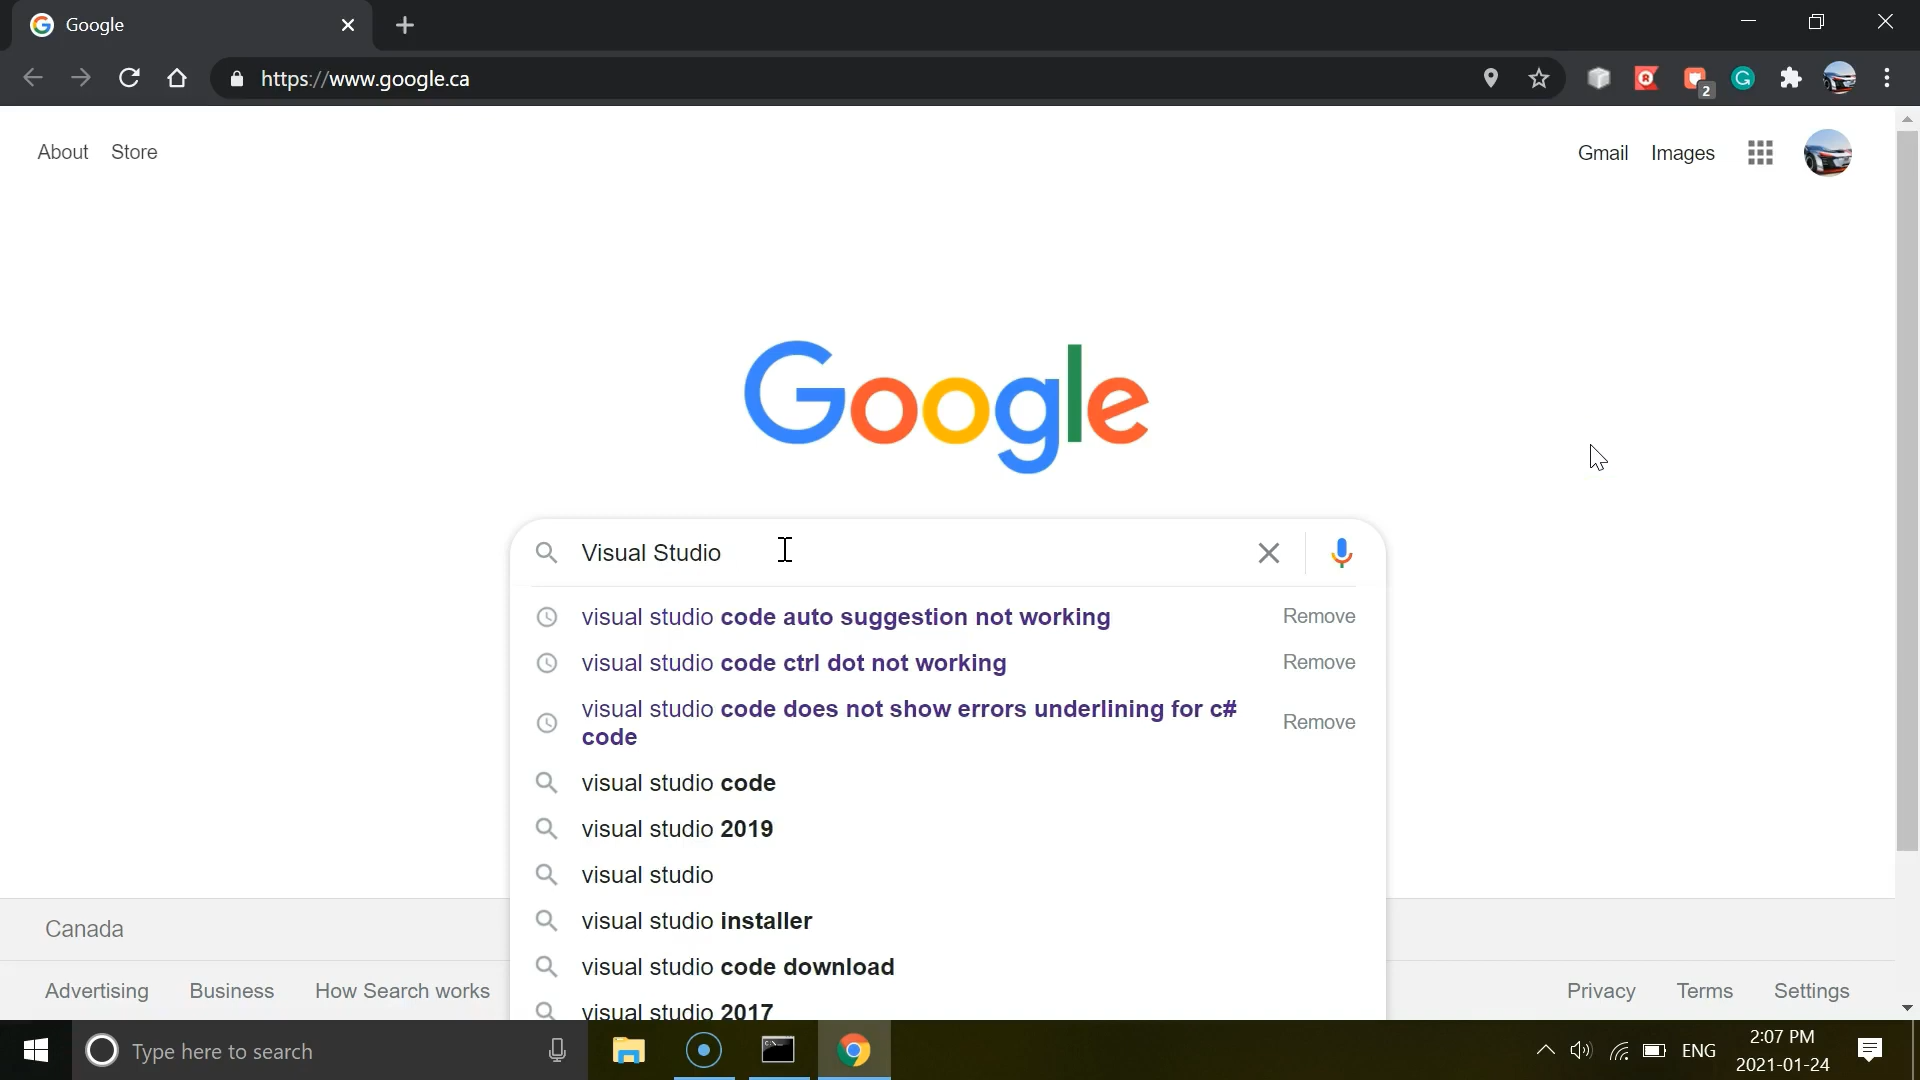 Google
https://www.google.ca
2
About Store
Gmail Images
Google
Visual Studio
visual studio code auto suggestion not working Remove
visual studio code ctrl dot not working Remove
visual studio code does not show errors underlining for c#
code
Remove
visual studio code
visual studio 2019
visual studio
visual studio installer
visual studio code download
visual studio 2017
Canada
Advertising Business How Search works
Privacy Terms Settings
Type here to search
ENG
2:07 PM
2021-01-24